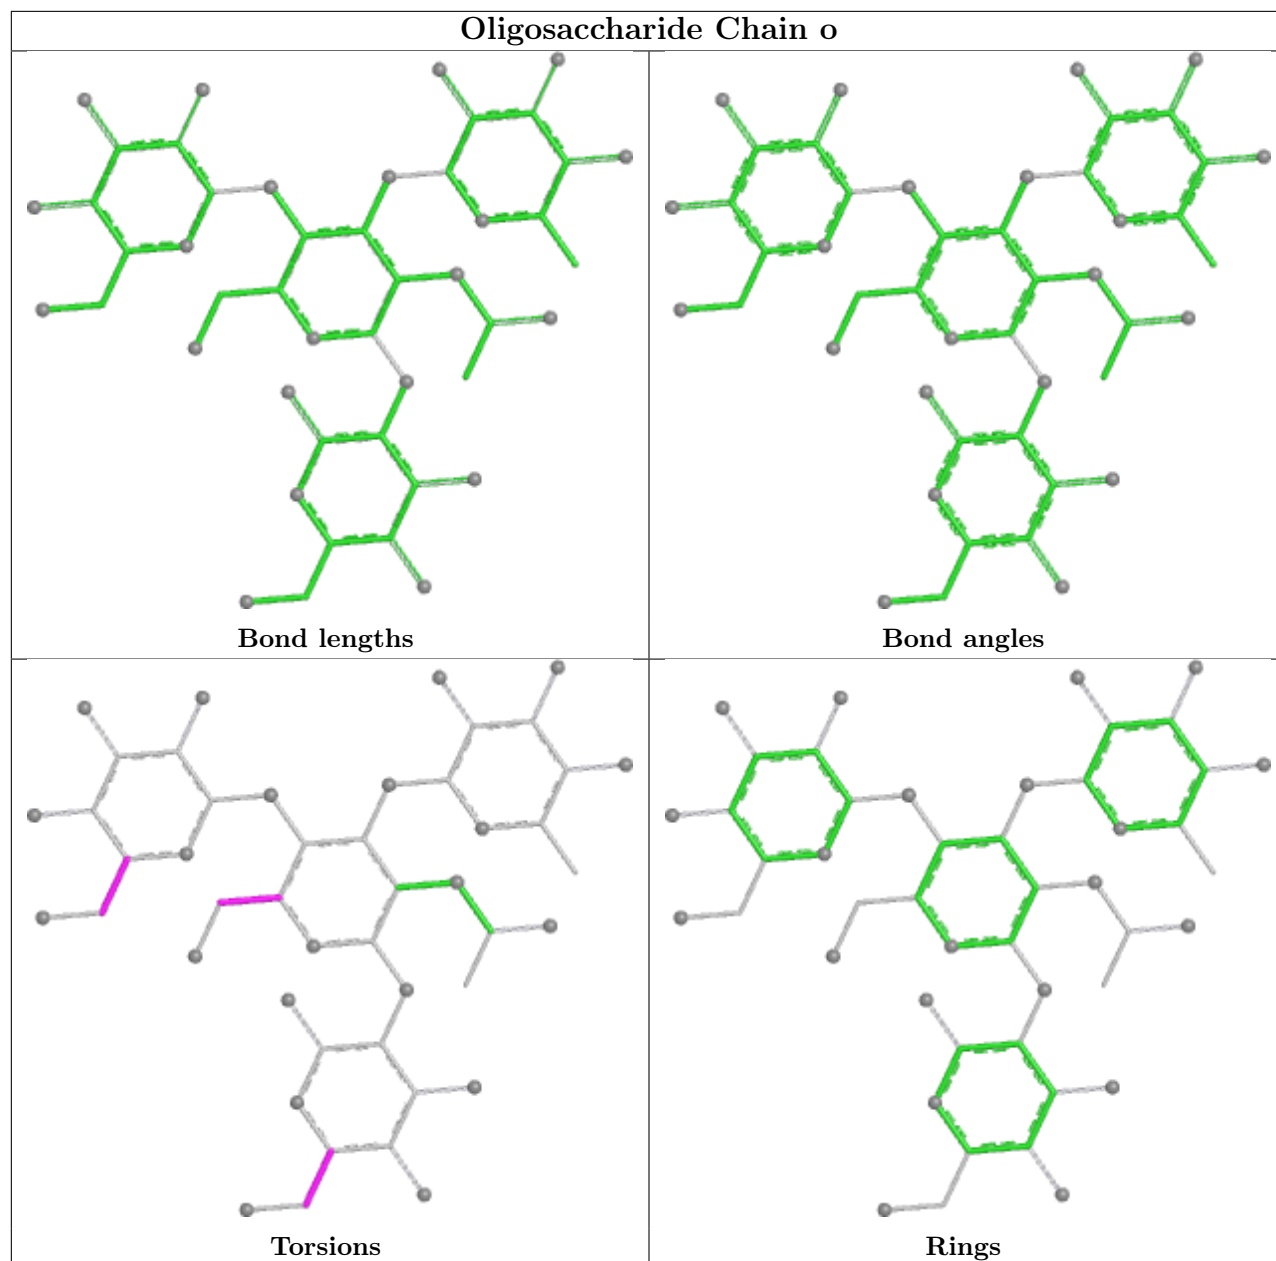 Oligosaccharide Chain o
Bond lengths
Bond angles
Torsions
Rings